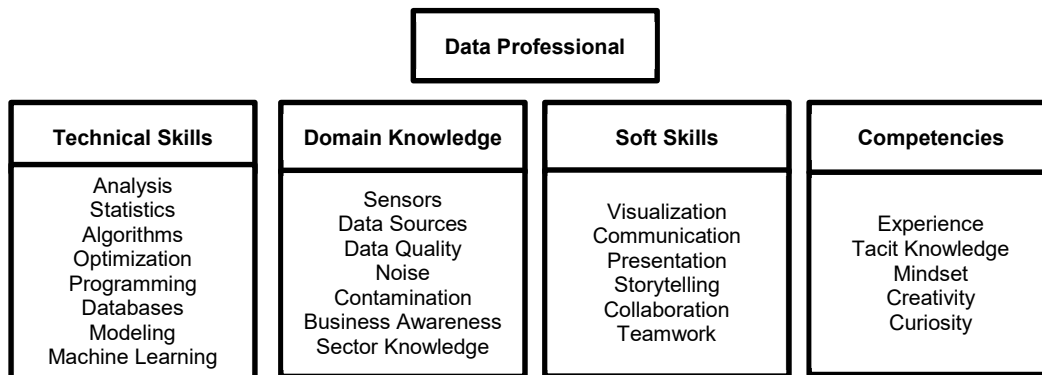 Data Professional
Technical Skills
Analysis
Statistics
Algorithms
Optimization
Programming
Databases
Modeling
Machine Learning
Domain Knowledge
Sensors
Data Sources
Data Quality
Noise
Contamination
Business Awareness
Sector Knowledge
Soft Skills
Visualization
Communication
Presentation
Storytelling
Collaboration
Teamwork
Competencies
Experience
Tacit Knowledge
Mindset
Creativity
Curiosity